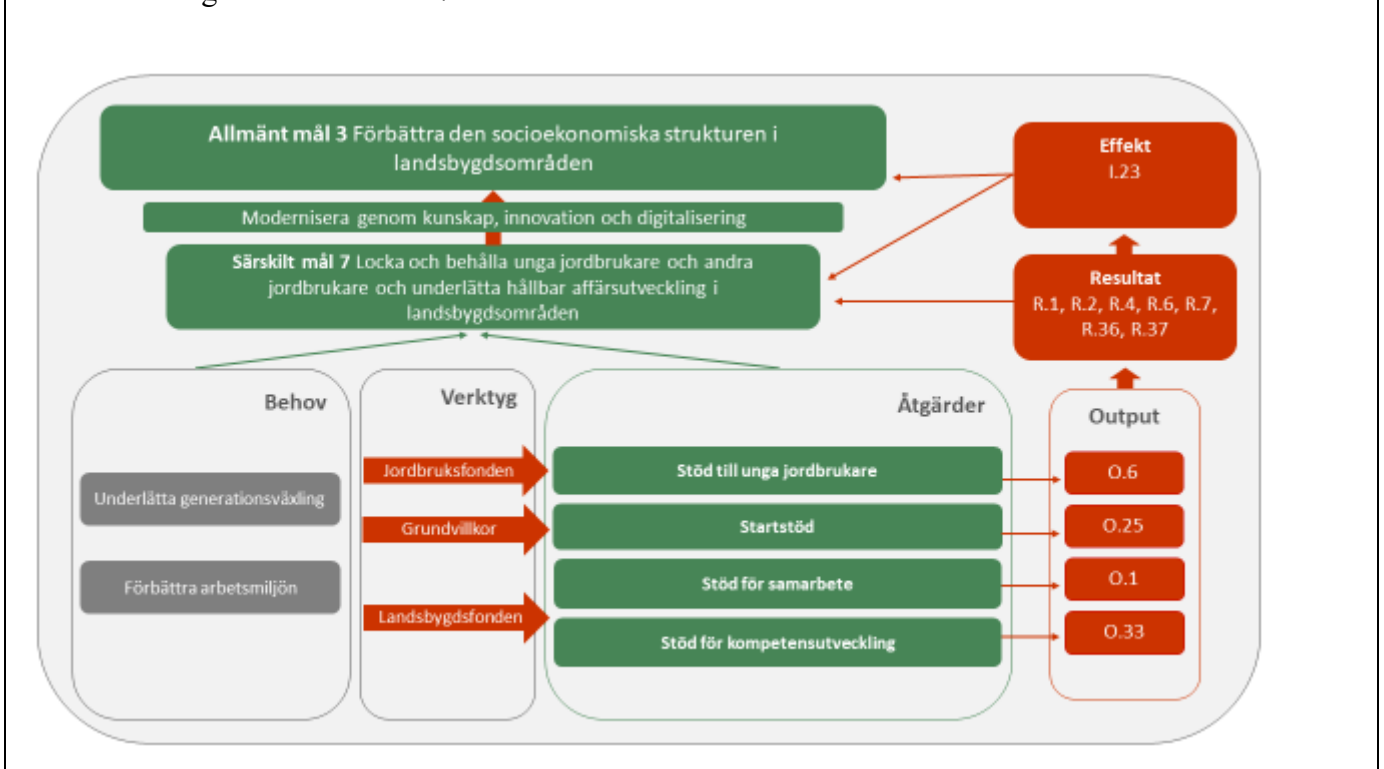 Allmänt mål 3 Förbättra den socioekonomiska strukturen i
landsbygdsområden
Modernisera genom kunskap, innovation och digitalisering
Särskilt mål 7 Locka och behålla unga jordbrukare och andra
jordbrukare och underlätta hållbar affärsutveckling i
landsbygdsområden
Effekt
I.23
Resultat
R.1, R.2, R.4, R.6, R.7,
R.36, R.37
Behov
Underlätta generationsväxling
Förbättra arbetsmiljön
Verktyg
Jordbruksfonden
Grundvillkor
Landsbygdsfonden
Åtgärder
Stöd till unga jordbrukare
Startstöd
Stöd för samarbete
Stöd för kompetensutveckling
Output
O.6
O.25
O.1
O.33